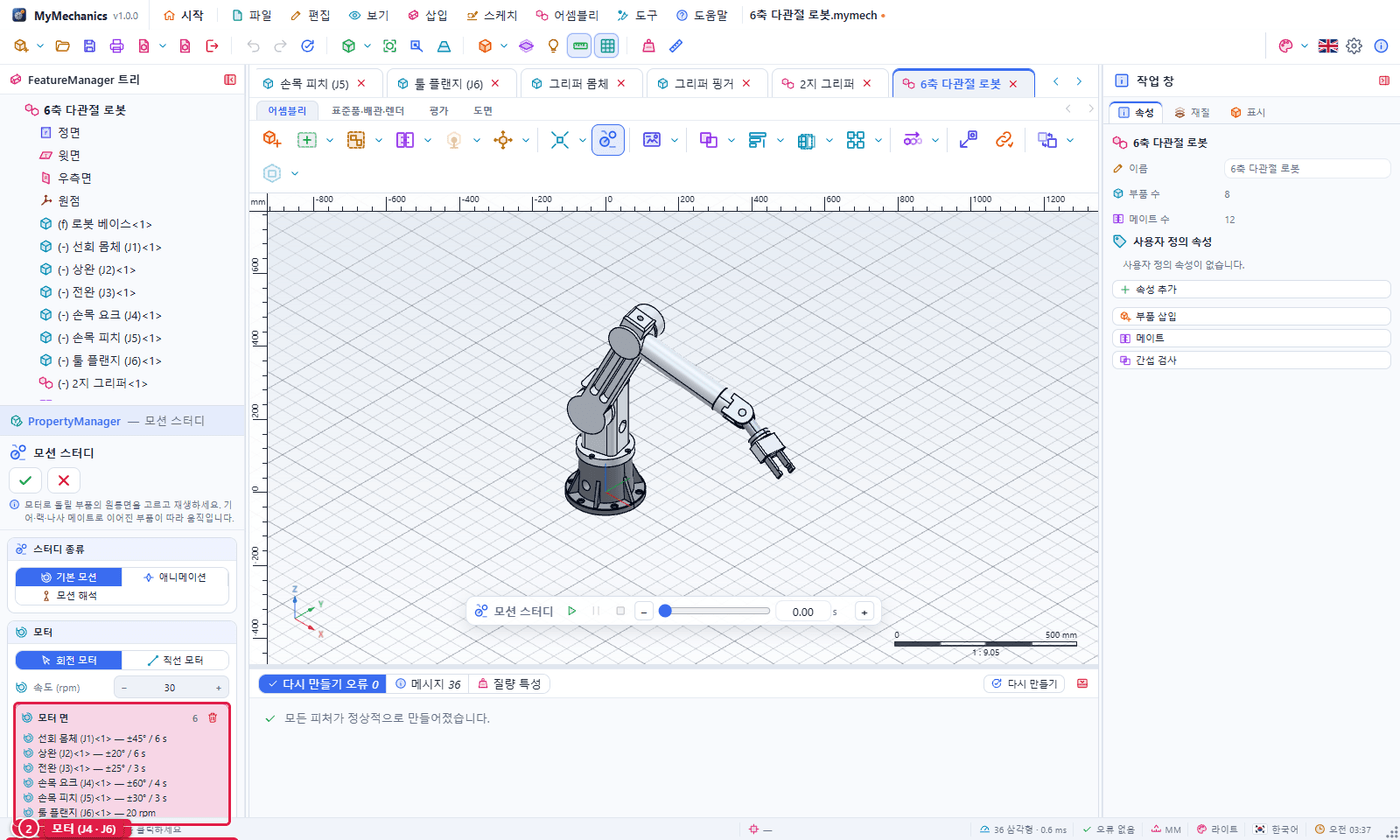 MyMechanics v1.0.0
시작 파일 편집 보기 삽입 스케치 어셈블리 도구 도움말 6축 다관절 로봇.mymech
FeatureManager 트리
6축 다관절 로봇
정면
윗면
우측면
원점
(f) 로봇 베이스<1>
(-) 선회 몸체 (J1)<1>
(-) 상완 (J2)<1>
(-) 전완 (J3)<1>
(-) 손목 요크 (J4)<1>
(-) 손목 피치 (J5)<1>
(-) 툴 플랜지 (J6)<1>
(-) 2지 그리퍼<1>
PropertyManager — 모션 스터디
모션 스터디
모터로 돌릴 부품의 원통면을 고르고 재생하세요. 기
어·랙·나사 메이트로 이어진 부품이 따라 움직입니다.
스터디 종류
기본 모션 애니메이션
모션 해석
모터
회전 모터 직선 모터
속도 (rpm) − 30 +
모터 면 6
선회 몸체 (J1)<1> — ±45° / 6 s
상완 (J2)<1> — ±20° / 6 s
전완 (J3)<1> — ±25° / 3 s
손목 요크 (J4)<1> — ±60° / 4 s
손목 피치 (J5)<1> — ±30° / 3 s
툴 플랜지 (J6)<1> — 20 rpm
2 모터 (J4 · J6) 클릭하세요
손목 피치 (J5) 툴 플랜지 (J6) 그리퍼 몸체 그리퍼 핑거 2지 그리퍼 6축 다관절 로봇
어셈블리 표준품·배관·렌더 평가 도면
mm -800 -600 -400 -200 0 200 400 600 800 1000 1200
600
400
200
0
-200
-400
Z
Y
X
모션 스터디 − 0.00 s +
0 500 mm
1 : 9.05
다시 만들기 오류 0 메시지 36 질량 특성 다시 만들기
모든 피처가 정상적으로 만들어졌습니다.
작업 창
속성 재질 표시
6축 다관절 로봇
이름 6축 다관절 로봇
부품 수 8
메이트 수 12
사용자 정의 속성
사용자 정의 속성이 없습니다.
속성 추가
부품 삽입
메이트
간섭 검사
— 36 삼각형 · 0.6 ms 오류 없음 MM 라이트 한국어 오전 03:37